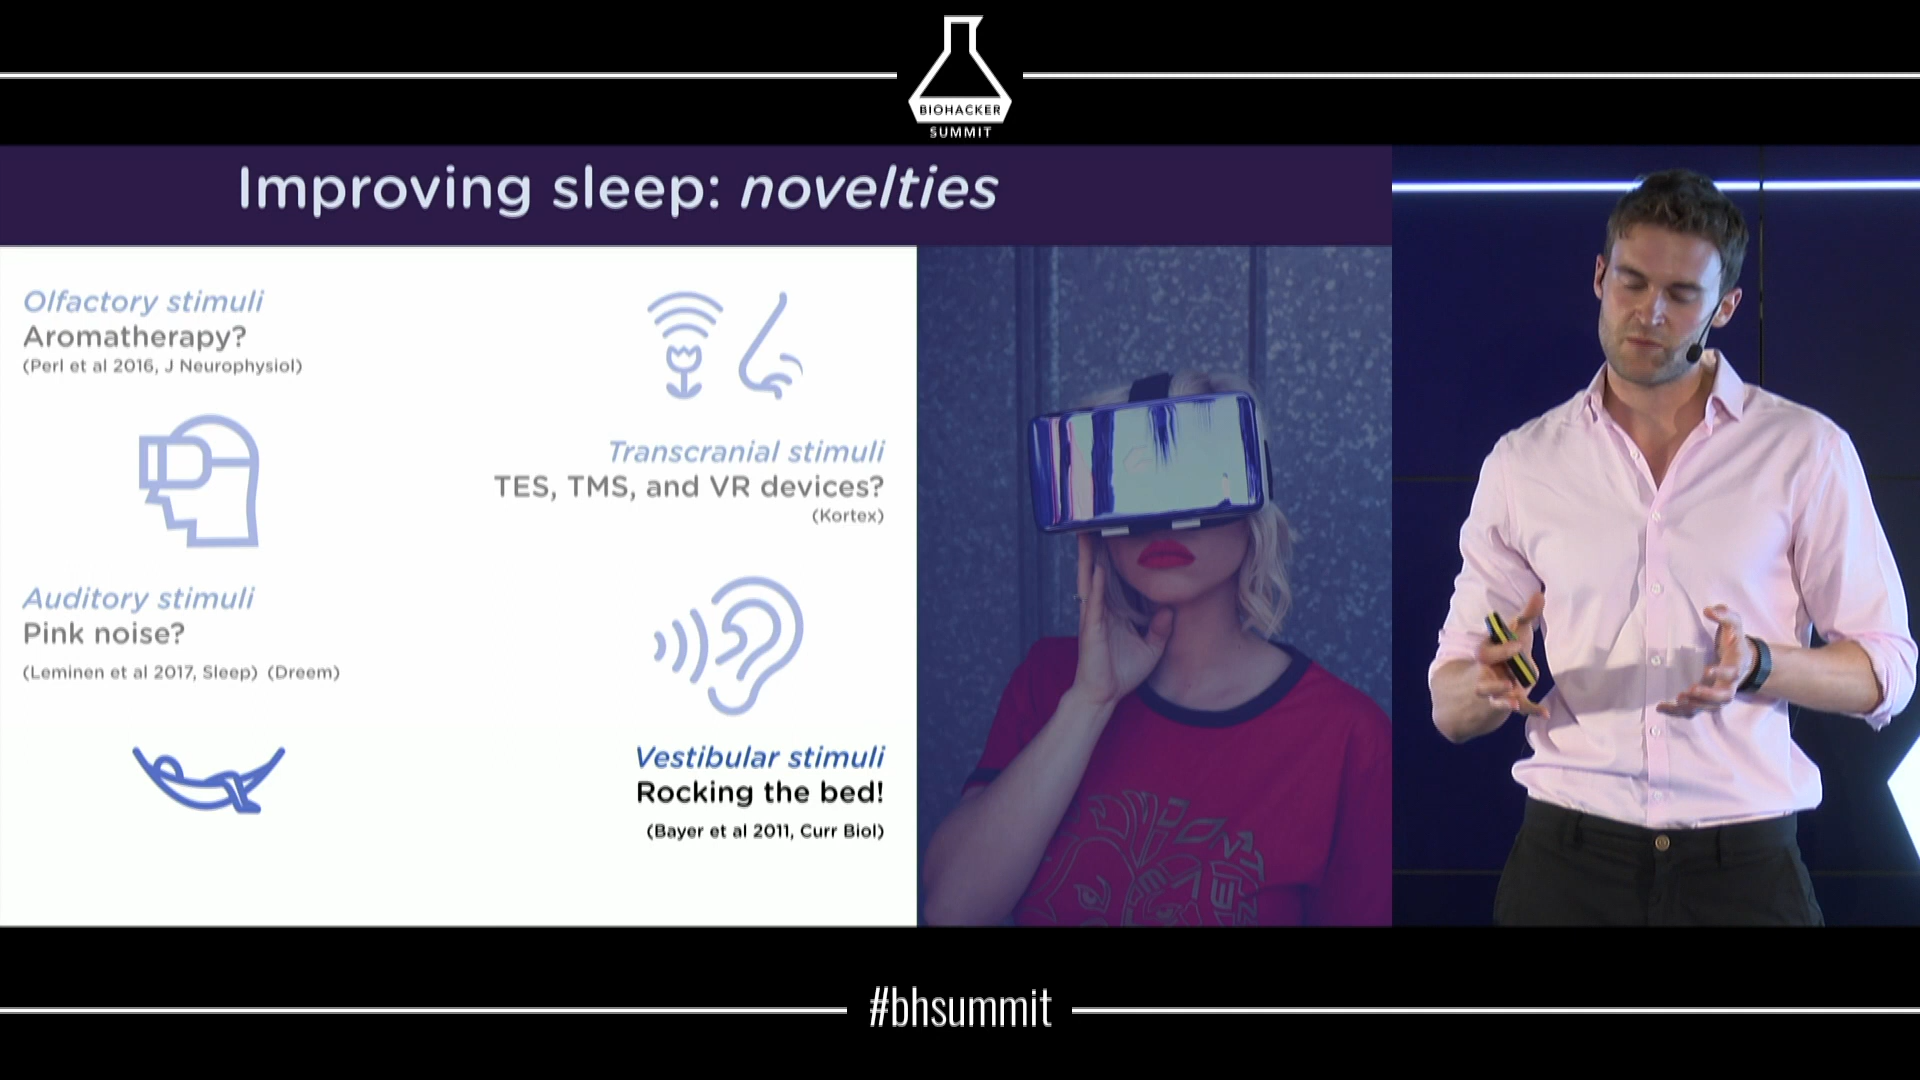 BIOHACKER
SUMMIT
Improving sleep: novelties
Olfactory stimuli
Aromatherapy?
(Perl et al 2016, J Neurophysiol)
Transcranial stimuli
TES, TMS, and VR devices?
(Kortex)
Auditory stimuli
Pink noise?
(Leminen et al 2017, Sleep) (Dreem)
Vestibular stimuli
Rocking the bed!
(Bayer et al 2011, Curr Biol)
#bhsummit